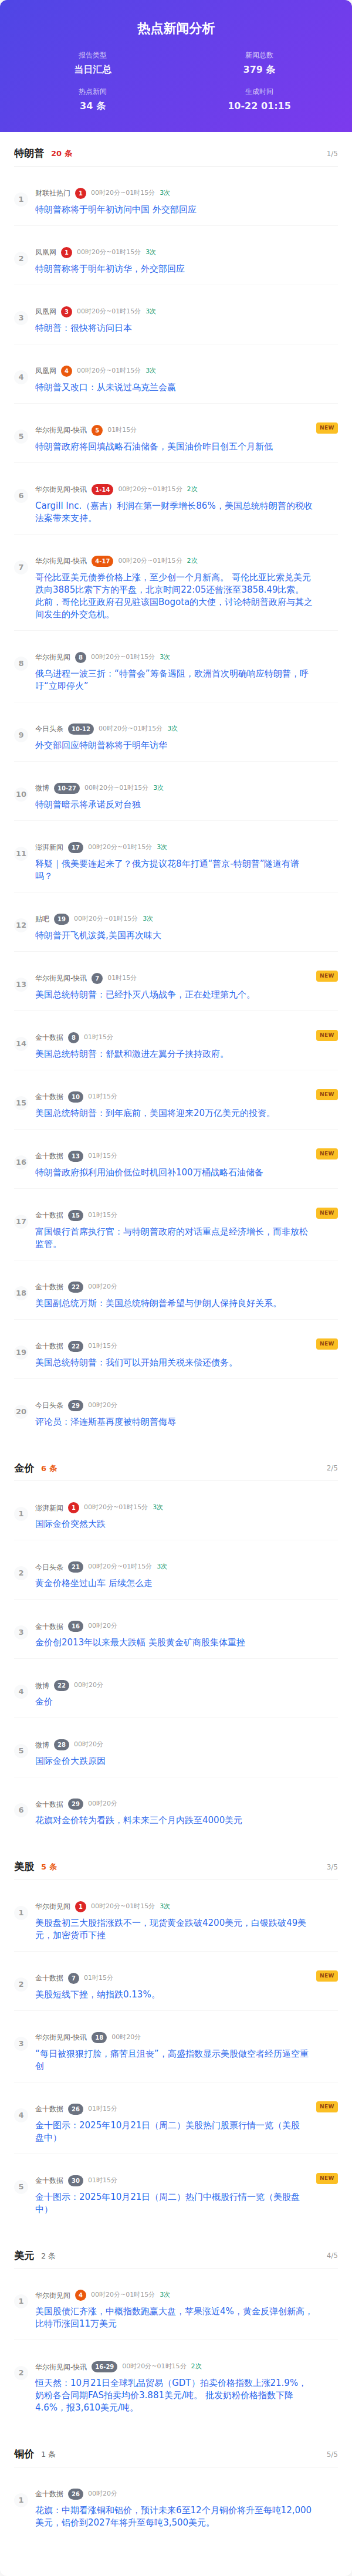 热点新闻分析
报告类型
当日汇总
新闻总数
379 条
热点新闻
34 条
生成时间
10-22 01:15
特朗普 20 条 1/5
1 财联社热门 1 00时20分~01时15分 3次
特朗普称将于明年初访问中国 外交部回应
2 凤凰网 1 00时20分~01时15分 3次
特朗普称将于明年初访华，外交部回应
3 凤凰网 3 00时20分~01时15分 3次
特朗普：很快将访问日本
4 凤凰网 4 00时20分~01时15分 3次
特朗普又改口：从未说过乌克兰会赢
5 华尔街见闻-快讯 5 01时15分 NEW
特朗普政府将回填战略石油储备，美国油价昨日创五个月新低
6 华尔街见闻-快讯 1-14 00时20分~01时15分 2次
Cargill Inc.（嘉吉）利润在第一财季增长86%，美国总统特朗普的税收
法案带来支持。
7 华尔街见闻-快讯 4-17 00时20分~01时15分 2次
哥伦比亚美元债券价格上涨，至少创一个月新高。 哥伦比亚比索兑美元
跌向3885比索下方的平盘，北京时间22:05还曾涨至3858.49比索。
此前，哥伦比亚政府召见驻该国Bogota的大使，讨论特朗普政府与其之
间发生的外交危机。
8 华尔街见闻 8 00时20分~01时15分 3次
俄乌进程一波三折：“特普会”筹备遇阻，欧洲首次明确响应特朗普，呼
吁“立即停火”
9 今日头条 10-12 00时20分~01时15分 3次
外交部回应特朗普称将于明年访华
10 微博 10-27 00时20分~01时15分 3次
特朗普暗示将承诺反对台独
11 澎湃新闻 17 00时20分~01时15分 3次
释疑｜俄美要连起来了？俄方提议花8年打通“普京-特朗普”隧道有谱
吗？
12 贴吧 19 00时20分~01时15分 3次
特朗普开飞机泼粪,美国再次味大
13 华尔街见闻-快讯 7 01时15分 NEW
美国总统特朗普：已经扑灭八场战争，正在处理第九个。
14 金十数据 8 01时15分 NEW
美国总统特朗普：舒默和激进左翼分子挟持政府。
15 金十数据 10 01时15分 NEW
美国总统特朗普：到年底前，美国将迎来20万亿美元的投资。
16 金十数据 13 01时15分 NEW
特朗普政府拟利用油价低位时机回补100万桶战略石油储备
17 金十数据 15 01时15分 NEW
富国银行首席执行官：与特朗普政府的对话重点是经济增长，而非放松
监管。
18 金十数据 22 00时20分
美国副总统万斯：美国总统特朗普希望与伊朗人保持良好关系。
19 金十数据 22 01时15分 NEW
美国总统特朗普：我们可以开始用关税来偿还债务。
20 今日头条 29 00时20分
评论员：泽连斯基再度被特朗普侮辱
金价 6 条 2/5
1 澎湃新闻 1 00时20分~01时15分 3次
国际金价突然大跌
2 今日头条 21 00时20分~01时15分 3次
黄金价格坐过山车 后续怎么走
3 金十数据 16 00时20分
金价创2013年以来最大跌幅 美股黄金矿商股集体重挫
4 微博 22 00时20分
金价
5 微博 28 00时20分
国际金价大跌原因
6 金十数据 29 00时20分
花旗对金价转为看跌，料未来三个月内跌至4000美元
美股 5 条 3/5
1 华尔街见闻 1 00时20分~01时15分 3次
美股盘初三大股指涨跌不一，现货黄金跌破4200美元，白银跌破49美
元，加密货币下挫
2 金十数据 7 01时15分 NEW
美股短线下挫，纳指跌0.13%。
3 华尔街见闻-快讯 18 00时20分
“每日被狠狠打脸，痛苦且沮丧”，高盛指数显示美股做空者经历逼空重
创
4 金十数据 26 01时15分 NEW
金十图示：2025年10月21日（周二）美股热门股票行情一览（美股
盘中）
5 金十数据 30 01时15分 NEW
金十图示：2025年10月21日（周二）热门中概股行情一览（美股盘
中）
美元 2 条 4/5
1 华尔街见闻 4 00时20分~01时15分 3次
美国股债汇齐涨，中概指数跑赢大盘，苹果涨近4%，黄金反弹创新高，
比特币涨回11万美元
2 华尔街见闻-快讯 16-29 00时20分~01时15分 2次
恒天然：10月21日全球乳品贸易（GDT）拍卖价格指数上涨21.9%，
奶粉各合同期FAS拍卖均价3.881美元/吨。 批发奶粉价格指数下降
4.6%，报3,610美元/吨。
铜价 1 条 5/5
1 金十数据 26 00时20分
花旗：中期看涨铜和铝价，预计未来6至12个月铜价将升至每吨12,000
美元，铝价到2027年将升至每吨3,500美元。